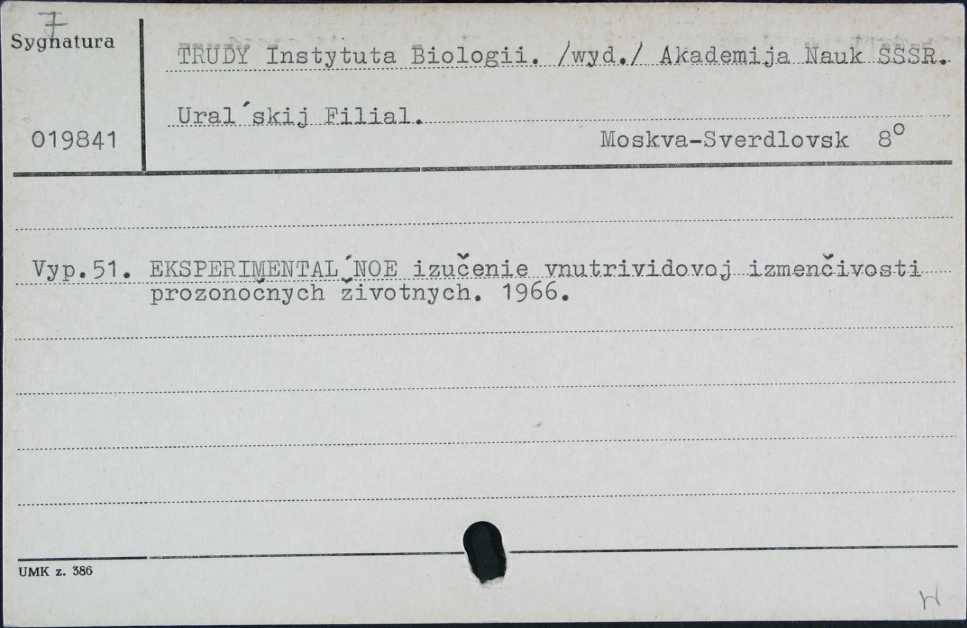 7
Sygnatura
TRUDY Instytuta Biologii. /wyd./ Akademija Nauk SSSR.
Ural´skij Filial.
019841
Moskva-Sverdlovsk 8°
Vyp.51. EKSPERIMENTAL´NOE izučenie vnutrividovoj izmenčivosti
prozonočnych životnych. 1966.
UMK z. 386
W